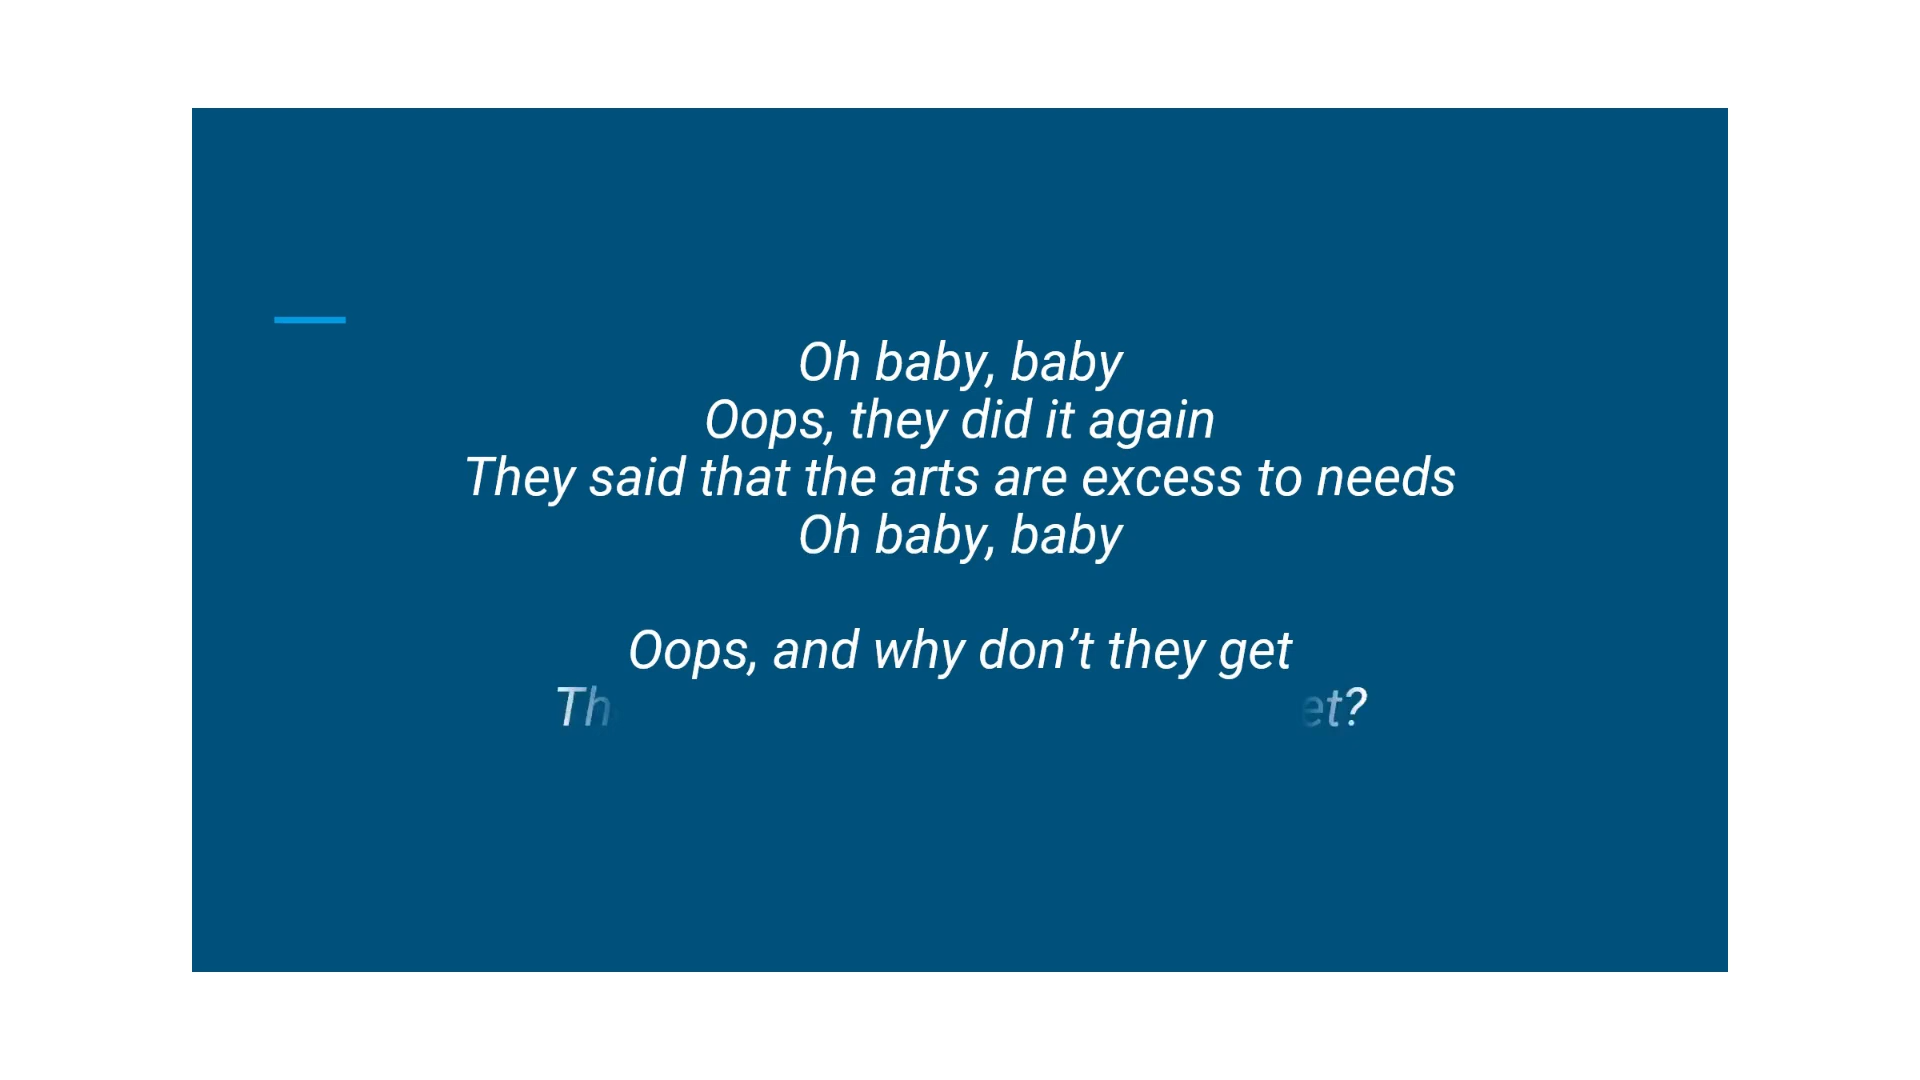 Oh baby, baby
Oops, they did it again
They said that the arts are excess to needs
Oh baby, baby
Oops, and why don’t they get